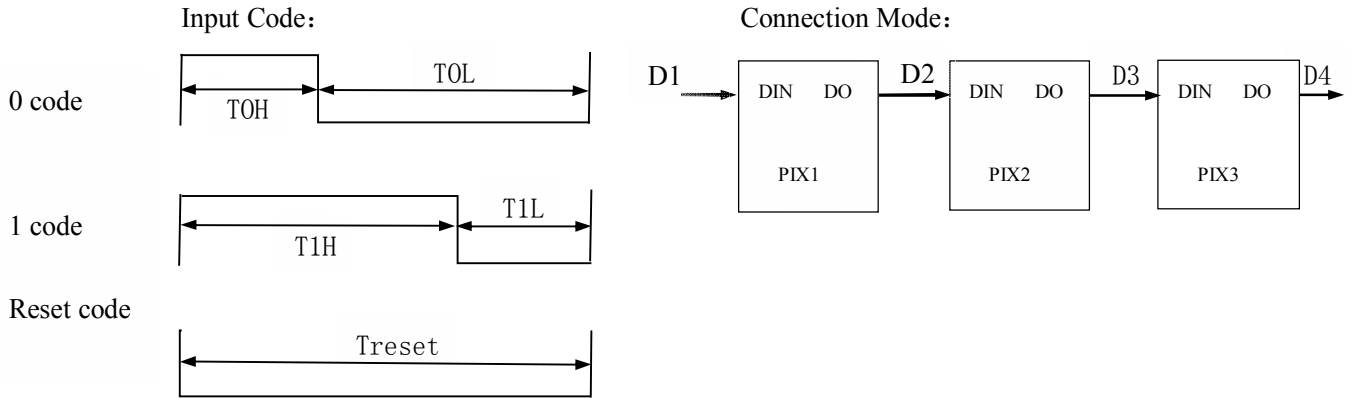 Input Code：
Connection Mode：
0 code
T0H
T0L
1 code
T1H
T1L
Reset code
Treset
D1
DIN DO
PIX1
D2
DIN DO
PIX2
D3
DIN DO
PIX3
D4